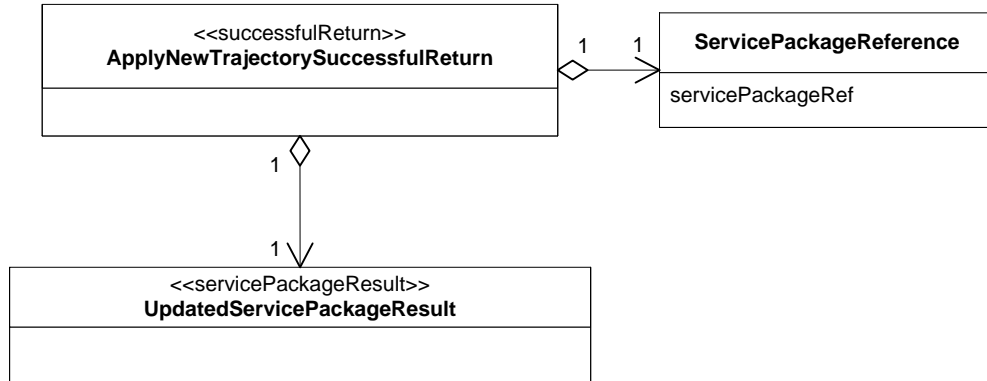 <<successfulReturn>>
ApplyNewTrajectorySuccessfulReturn
1
1
ServicePackageReference
servicePackageRef
1
1
<<servicePackageResult>>
UpdatedServicePackageResult